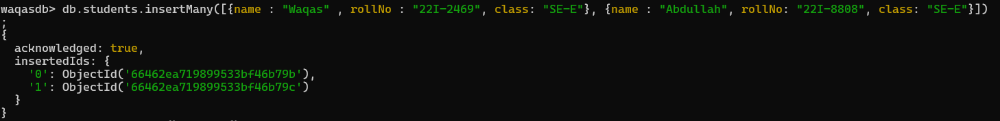 waqasdb> db.students.insertMany([{name : "Waqas" , rollNo : "22I-2469", class: "SE-E"}, {name : "Abdullah", rollNo: "22I-8808", class: "SE-E"}])
;
{
  acknowledged: true,
  insertedIds: {
    '0': ObjectId('66462ea719899533bf46b79b'),
    '1': ObjectId('66462ea719899533bf46b79c')
  }
}